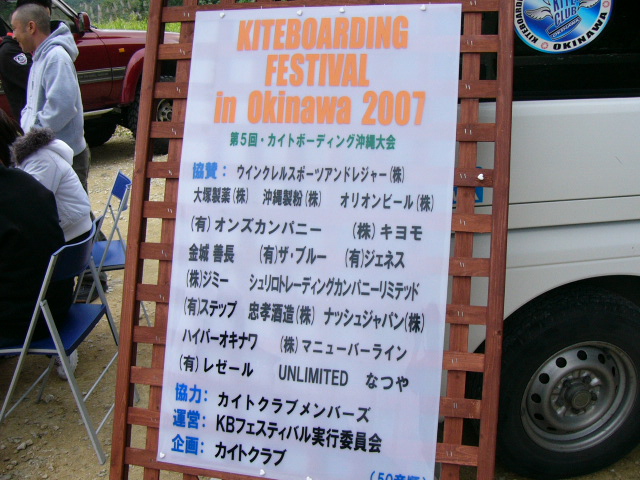 KITEBOARDING
FESTIVAL
in Okinawa 2007
第5回・カイトボーディング沖縄大会
協賛：ウインクレルスポーツアンドレジャー(株)
大塚製薬(株) 沖縄製粉(株) オリオンビール(株)
(有)オンズカンパニー (株)キヨモ
金城 善長 (有)ザ・ブルー (有)ジェネス
(株)ジミー シュリロトレーディングカンパニーリミテッド
(有)ステップ 忠孝酒造(株) ナッシュジャパン(株)
ハイパーオキナワ (株)マニューバーライン
(有)レゼール UNLIMITED なつや
協力：カイトクラブメンバーズ
運営：KBフェスティバル実行委員会
企画：カイトクラブ
(50音順)
KITEBOARDING
KITE
CLUB
OKINAWA